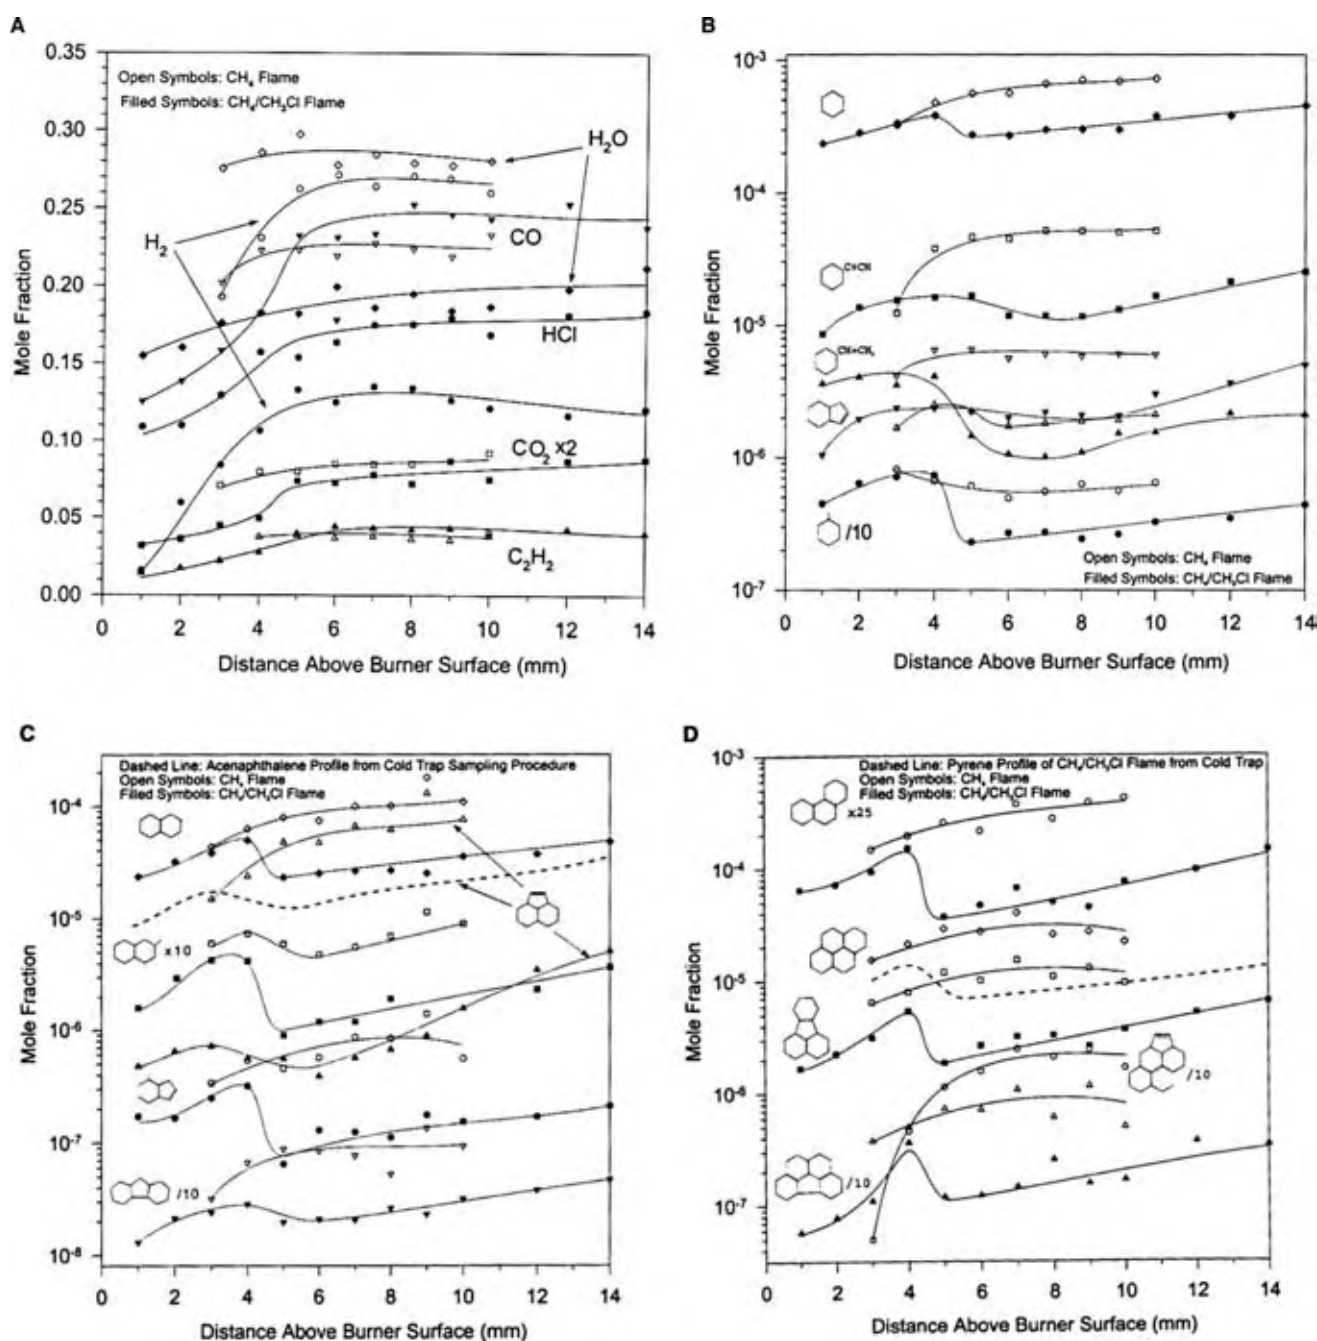 A
0.35
0.30
0.25
0.20
0.15
0.10
0.05
0.00
Mole Fraction
Open Symbols: CH₄ Flame
Filled Symbols: CH₄/CH₃Cl Flame
H₂O
H₂
CO
HCl
CO₂ x2
C₂H₂
0 2 4 6 8 10 12 14
Distance Above Burner Surface (mm)
B
10⁻³
10⁻⁴
10⁻⁵
10⁻⁶
10⁻⁷
Mole Fraction
/10
Open Symbols: CH₄ Flame
Filled Symbols: CH₄/CH₃Cl Flame
0 2 4 6 8 10 12 14
Distance Above Burner Surface (mm)
C
Dashed Line: Acenaphthalene Profile from Cold Trap Sampling Procedure
Open Symbols: CH₄ Flame
Filled Symbols: CH₄/CH₃Cl Flame
10⁻⁴
10⁻⁵
10⁻⁶
10⁻⁷
10⁻⁸
Mole Fraction
x10
/10
0 2 4 6 8 10 12 14
Distance Above Burner Surface (mm)
D
10⁻³
10⁻⁴
10⁻⁵
10⁻⁶
10⁻⁷
Mole Fraction
Dashed Line: Pyrene Profile of CH₄/CH₃Cl Flame from Cold Trap
Open Symbols: CH₄ Flame
Filled Symbols: CH₄/CH₃Cl Flame
x25
/10
/10
0 2 4 6 8 10 12 14
Distance Above Burner Surface (mm)